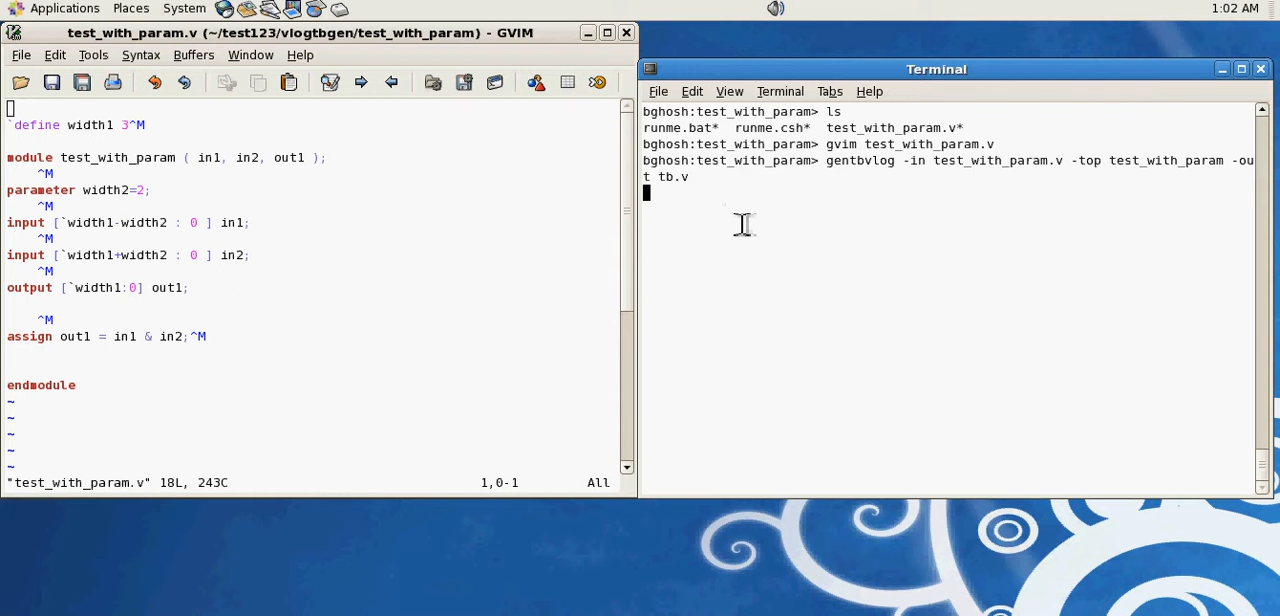 Applications Places System 1:02 AM
test_with_param.v (~/test123/vlogtbgen/test_with_param) - GVIM
File Edit Tools Syntax Buffers Window Help
`define width1 3^M
module test_with_param ( in1, in2, out1 );
^M
parameter width2=2;
^M
input [`width1-width2 : 0 ] in1;
^M
input [`width1+width2 : 0 ] in2;
^M
output [`width1:0] out1;
^M
assign out1 = in1 & in2;^M
endmodule
~
~
~
~
~
"test_with_param.v" 18L, 243C 1,0-1 All
Terminal
File Edit View Terminal Tabs Help
bghosh:test_with_param> ls
runme.bat* runme.csh* test_with_param.v*
bghosh:test_with_param> gvim test_with_param.v
bghosh:test_with_param> gentbvlog -in test_with_param.v -top test_with_param -ou
t tb.v